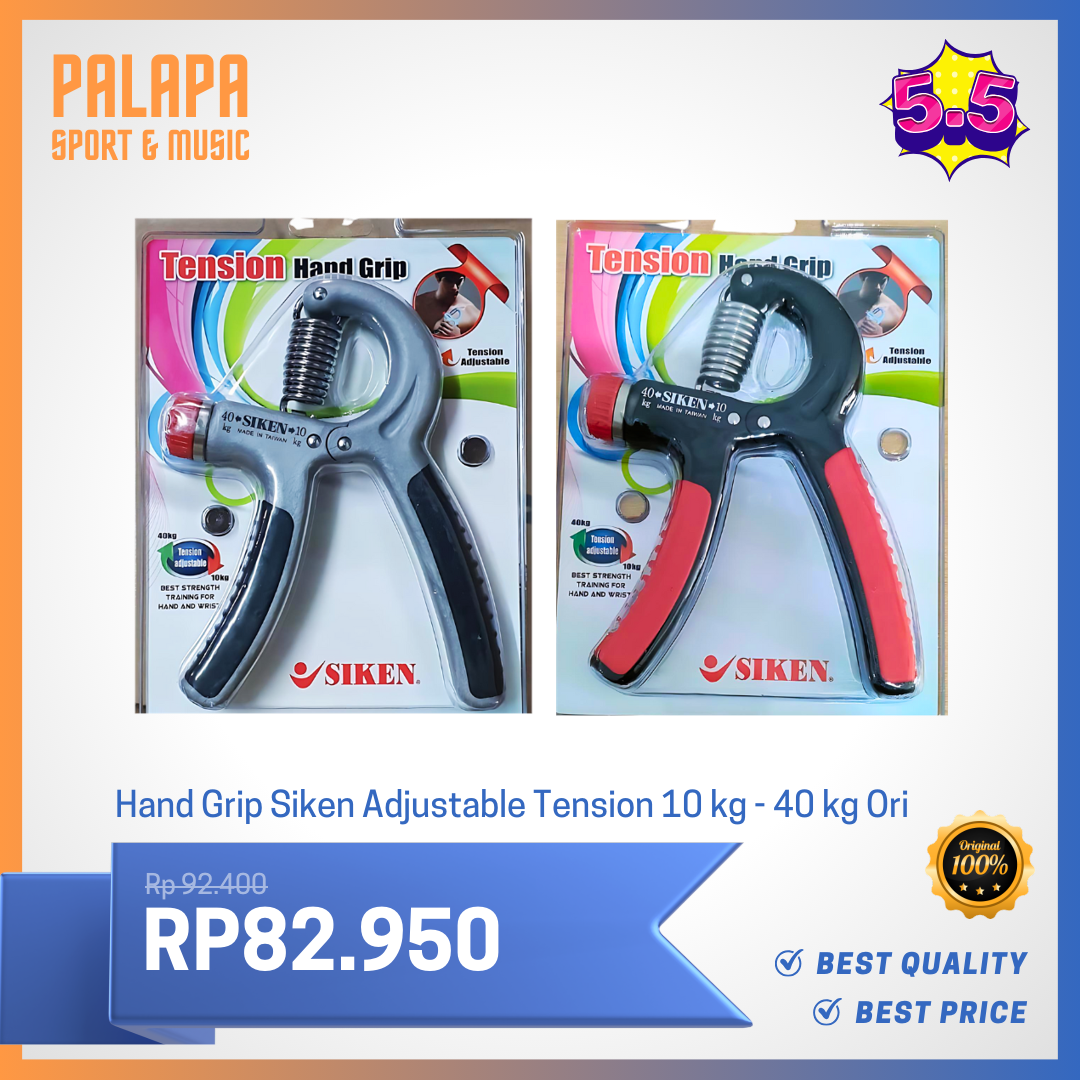 PALAPA
SPORT & MUSIC
5.5
Tension Hand Grip
Tension
Adjustable
40 SIKEN 10
kg MADE IN TAIWAN kg
40kg
Tension
adjustable
10kg
BEST STRENGTH
TRAINING FOR
HAND AND WRIST
SIKEN®
Tension Hand Grip
Tension
Adjustable
40 SIKEN 10
kg MADE IN TAIWAN kg
40kg
Tension
adjustable
10kg
BEST STRENGTH
TRAINING FOR
HAND AND WRIST
SIKEN®
Hand Grip Siken Adjustable Tension 10 kg - 40 kg Ori
Original
100%
Rp 92.400
RP82.950
BEST QUALITY
BEST PRICE